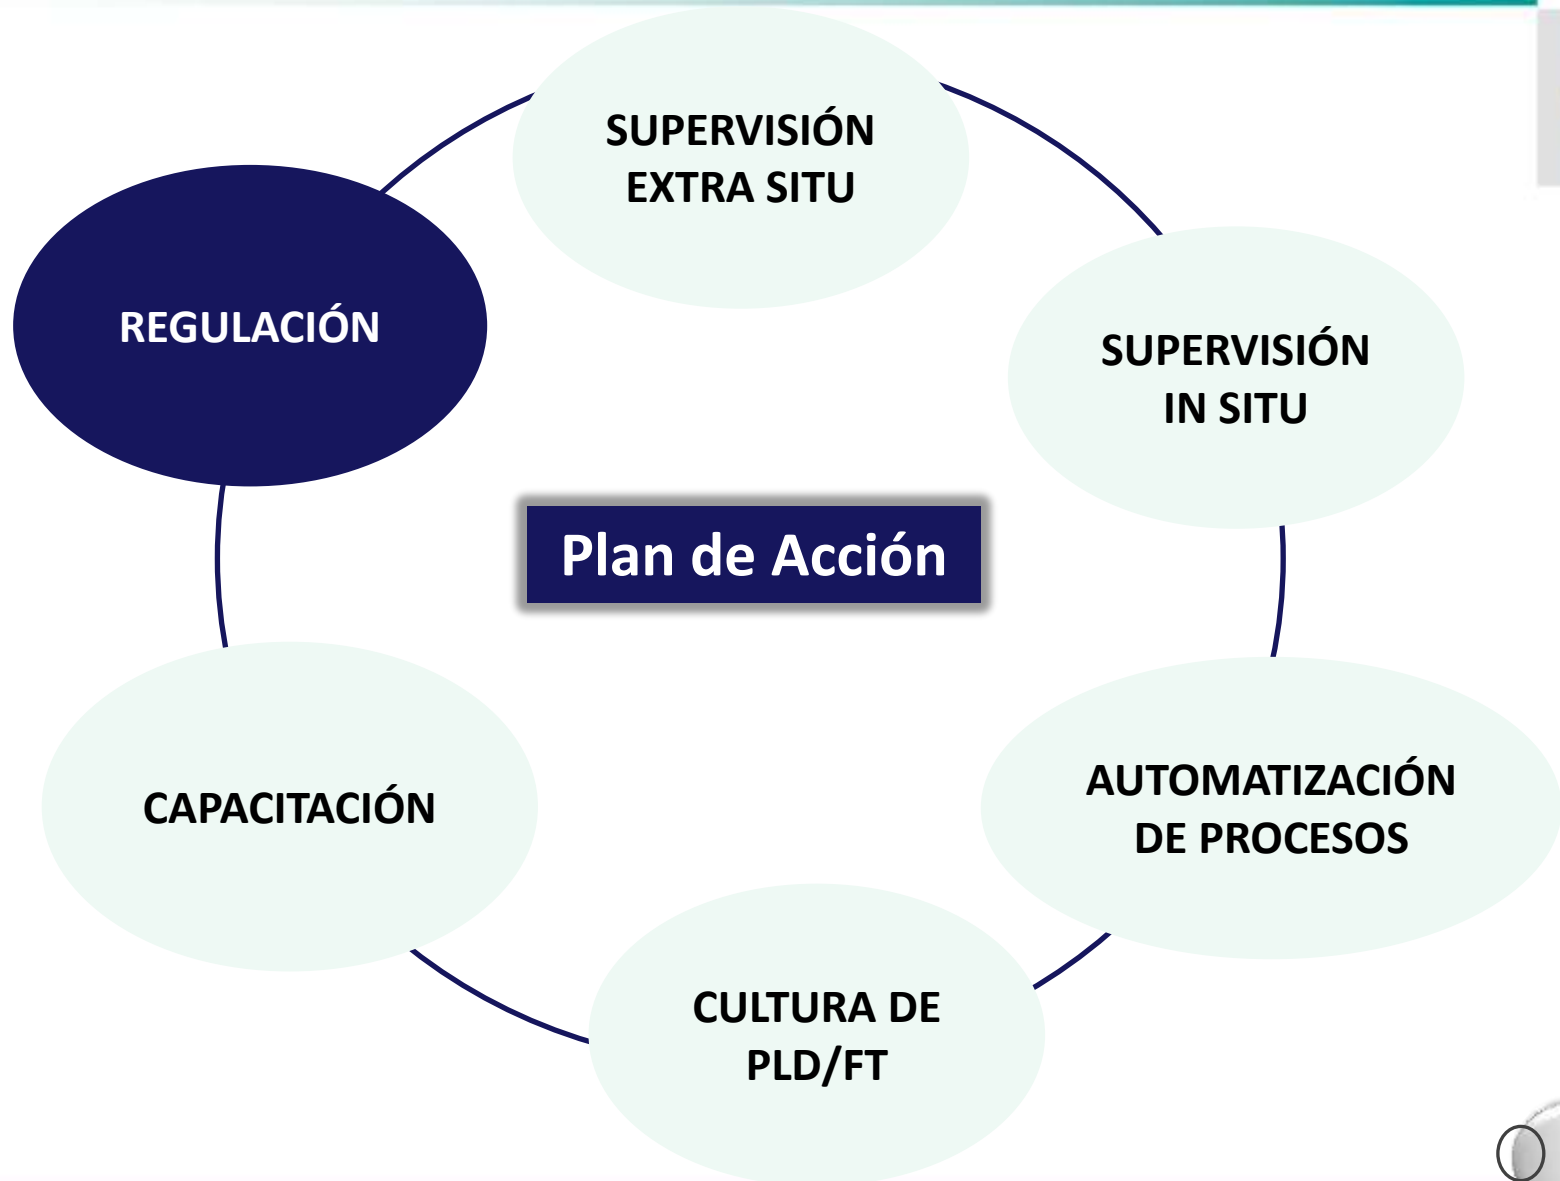 SUPERVISIÓN
EXTRA SITU
REGULACIÓN
SUPERVISIÓN
IN SITU
Plan de Acción
CAPACITACIÓN
AUTOMATIZACIÓN
DE PROCESOS
CULTURA DE
PLD/FT